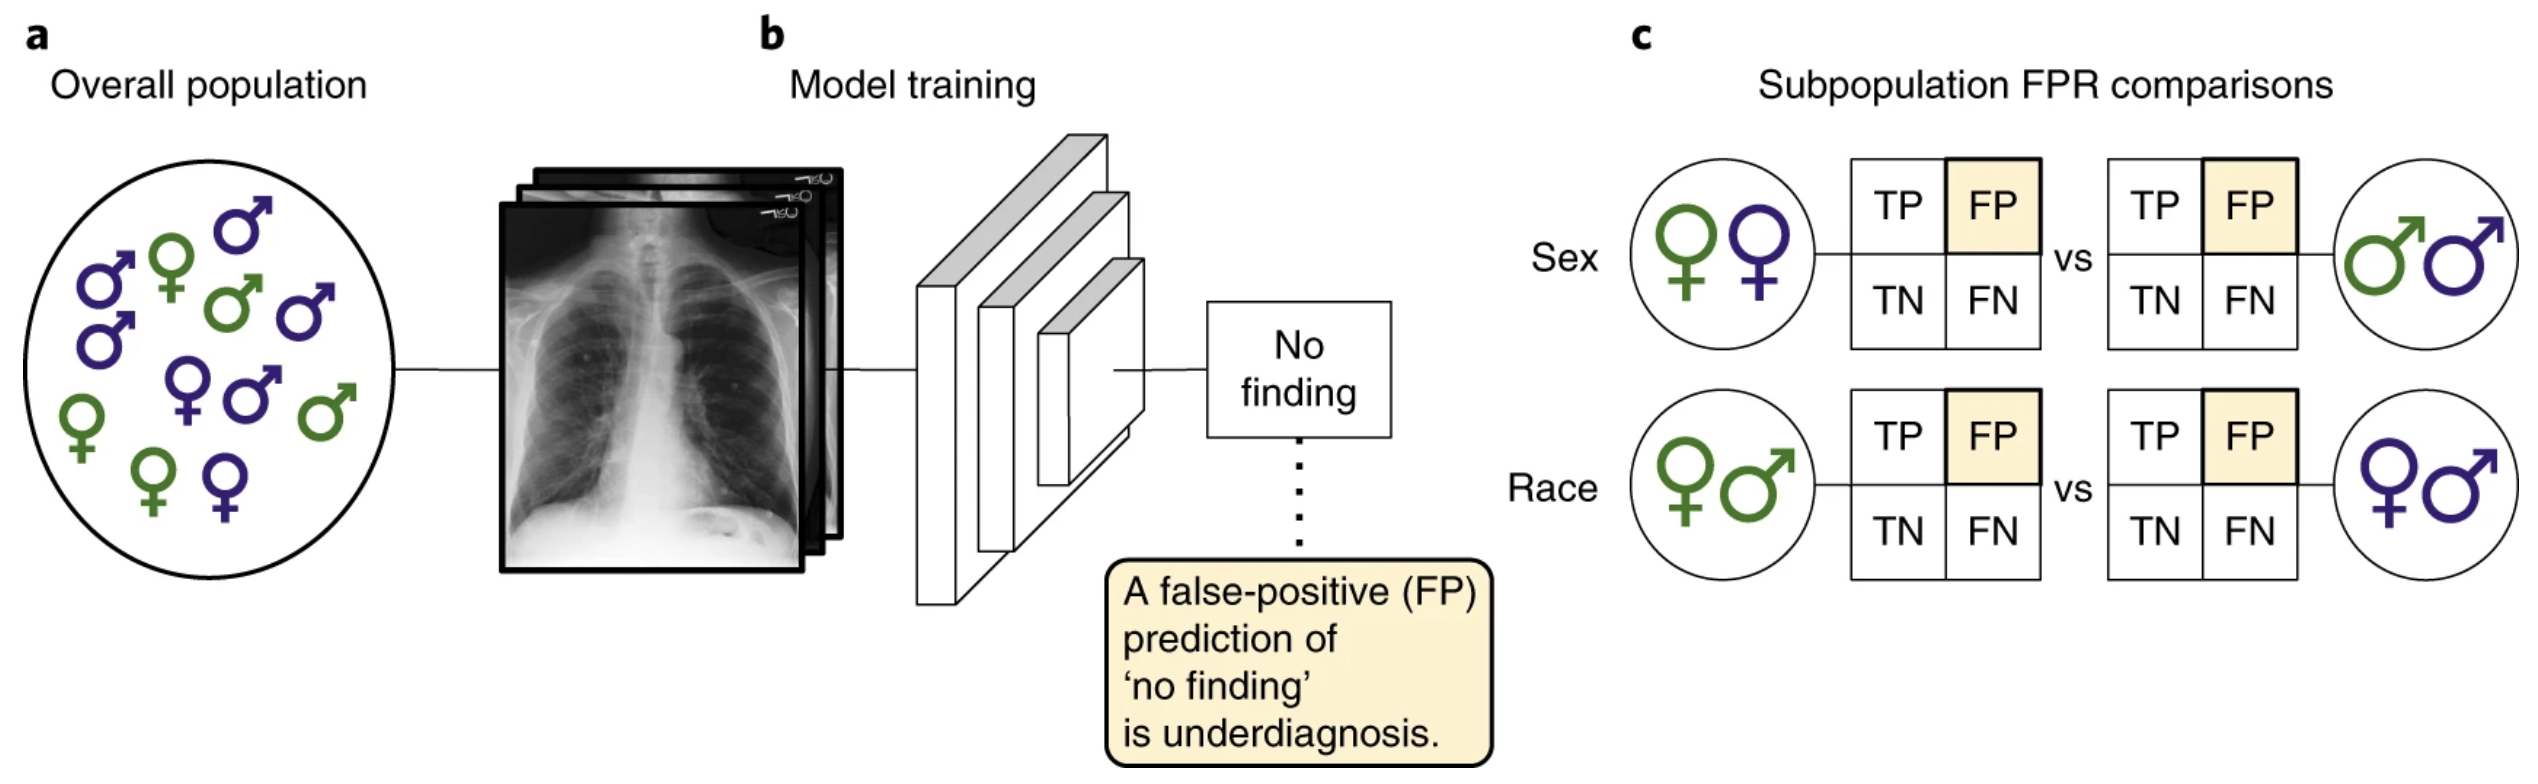 a
Overall population
b
Model training
No
finding
A false-positive (FP)
prediction of
‘no finding’
is underdiagnosis.
c
Subpopulation FPR comparisons
Sex
TP FP
TN FN
vs
TP FP
TN FN
Race
TP FP
TN FN
vs
TP FP
TN FN